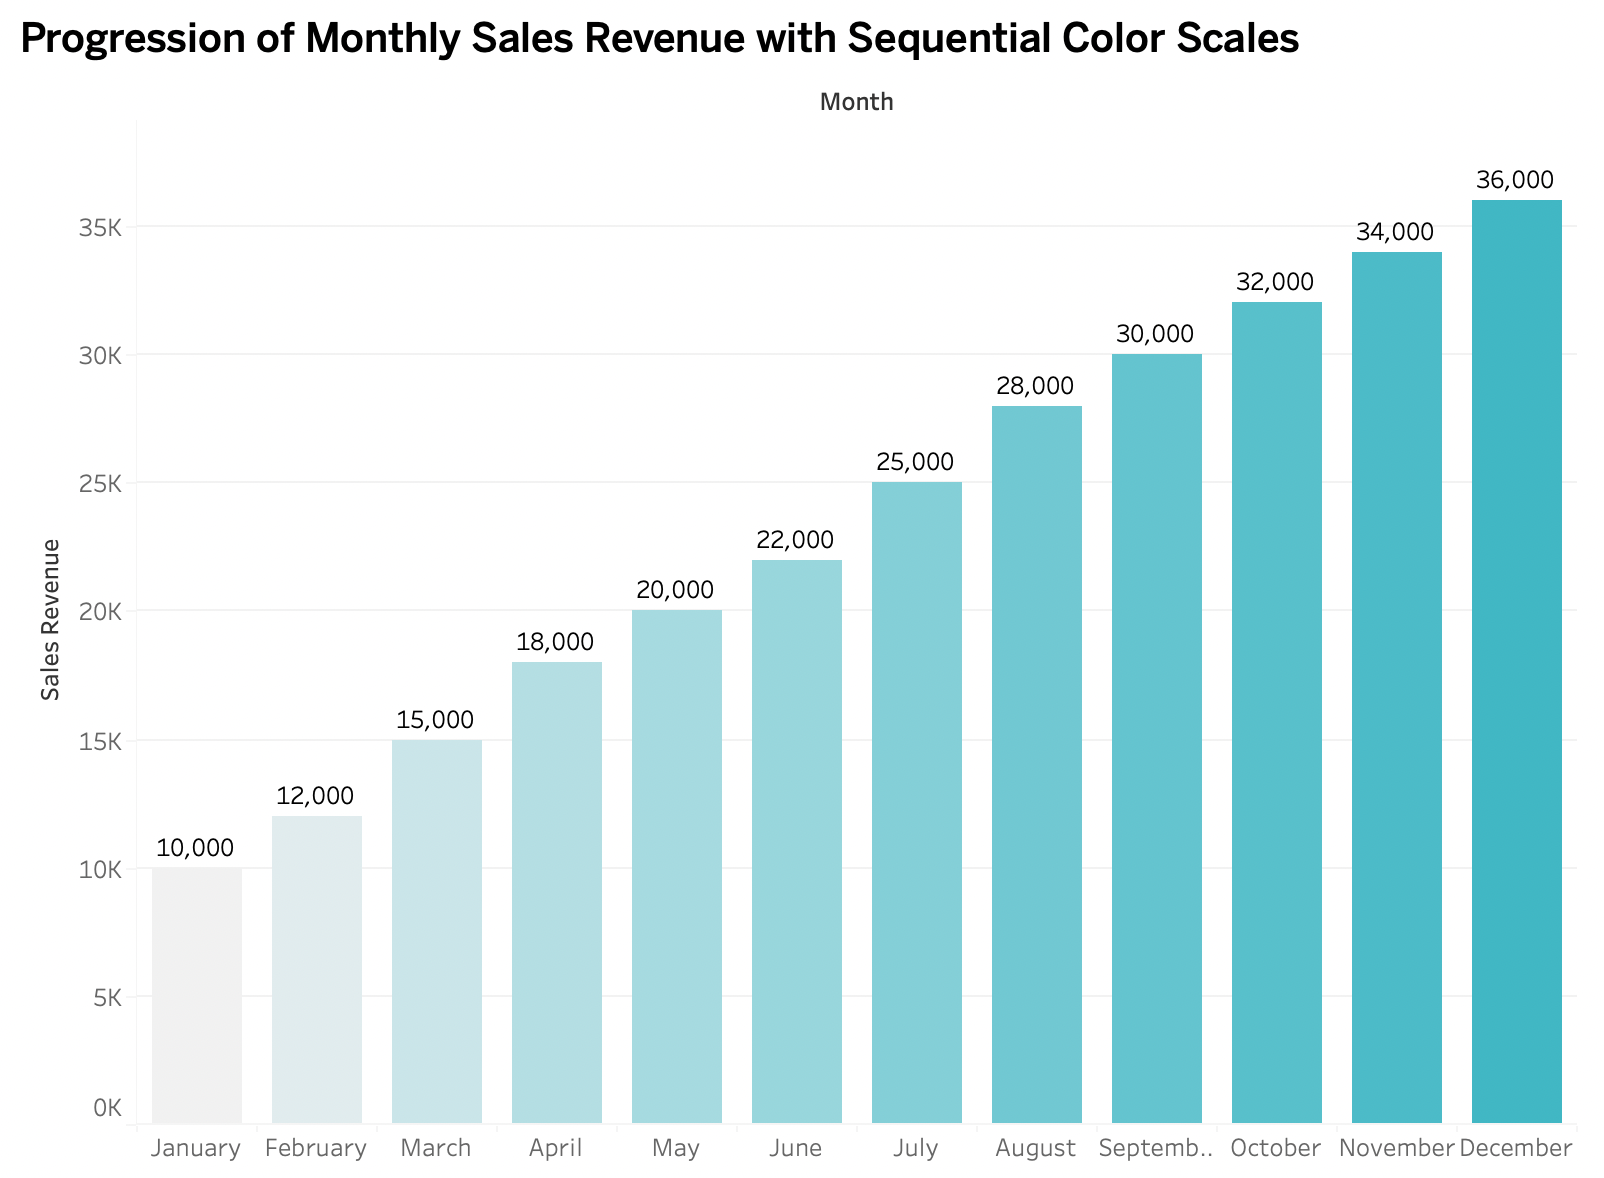 Progression of Monthly Sales Revenue with Sequential Color Scales
Month
Sales Revenue
35K
30K
25K
20K
15K
10K
5K
0K
10,000
12,000
15,000
18,000
20,000
22,000
25,000
28,000
30,000
32,000
34,000
36,000
January February March April May June July August Septemb.. October November December